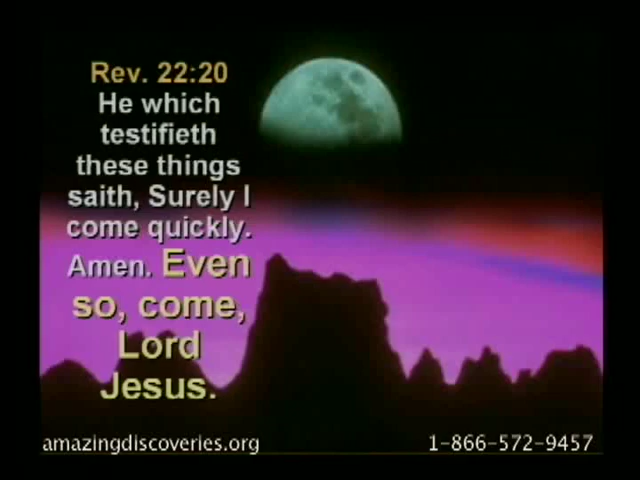 Rev. 22:20
He which
testifieth
these things
saith, Surely I
come quickly.
Amen. Even
so, come,
Lord
Jesus.
amazingdiscoveries.org
1-866-572-9457